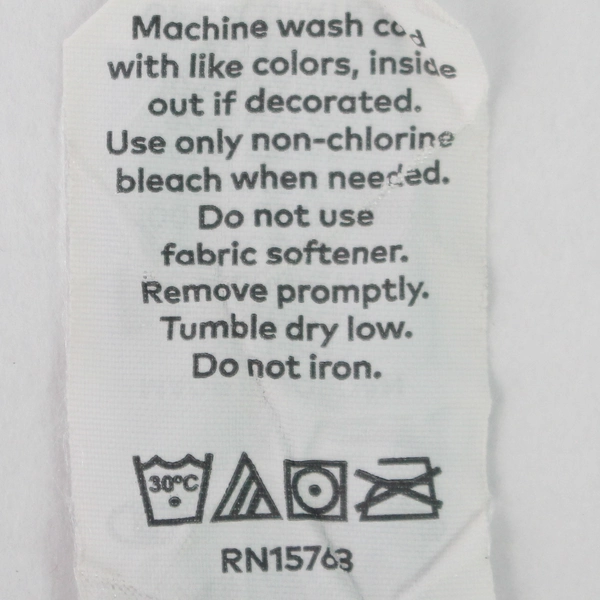 Machine wash cold
with like colors, inside
out if decorated.
Use only non-chlorine
bleach when needed.
Do not use
fabric softener.
Remove promptly.
Tumble dry low.
Do not iron.
30°C
RN15763